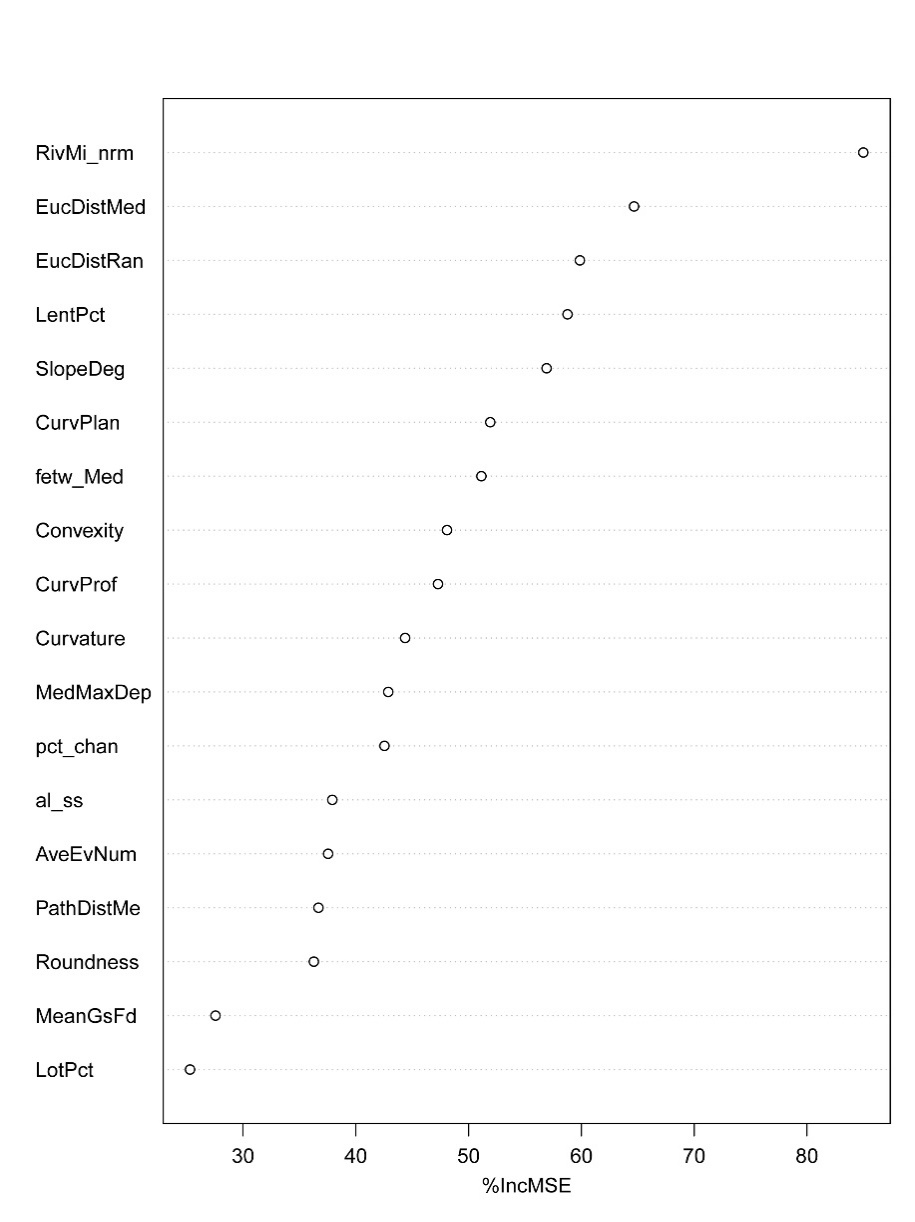 RivMi_nrm
EucDistMed
EucDistRan
LentPct
SlopeDeg
CurvPlan
fetw_Med
Convexity
CurvProf
Curvature
MedMaxDep
pct_chan
al_ss
AveEvNum
PathDistMe
Roundness
MeanGsFd
LotPct
30 40 50 60 70 80
%IncMSE